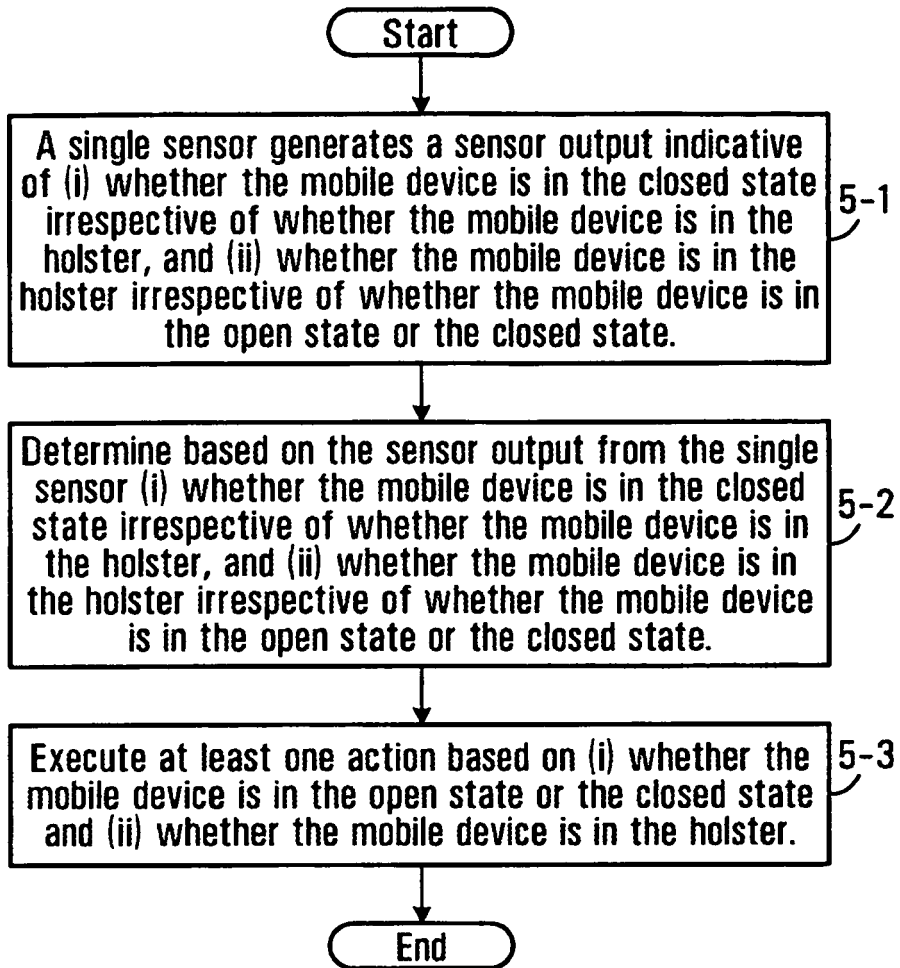 Start
A single sensor generates a sensor output indicative
of (i) whether the mobile device is in the closed state
irrespective of whether the mobile device is in the
holster, and (ii) whether the mobile device is in the
holster irrespective of whether the mobile device is in
the open state or the closed state.
5-1
Determine based on the sensor output from the single
sensor (i) whether the mobile device is in the closed
state irrespective of whether the mobile device is in
the holster, and (ii) whether the mobile device is in
the holster irrespective of whether the mobile device
is in the open state or the closed state.
5-2
Execute at least one action based on (i) whether the
mobile device is in the open state or the closed state
and (ii) whether the mobile device is in the holster.
5-3
End